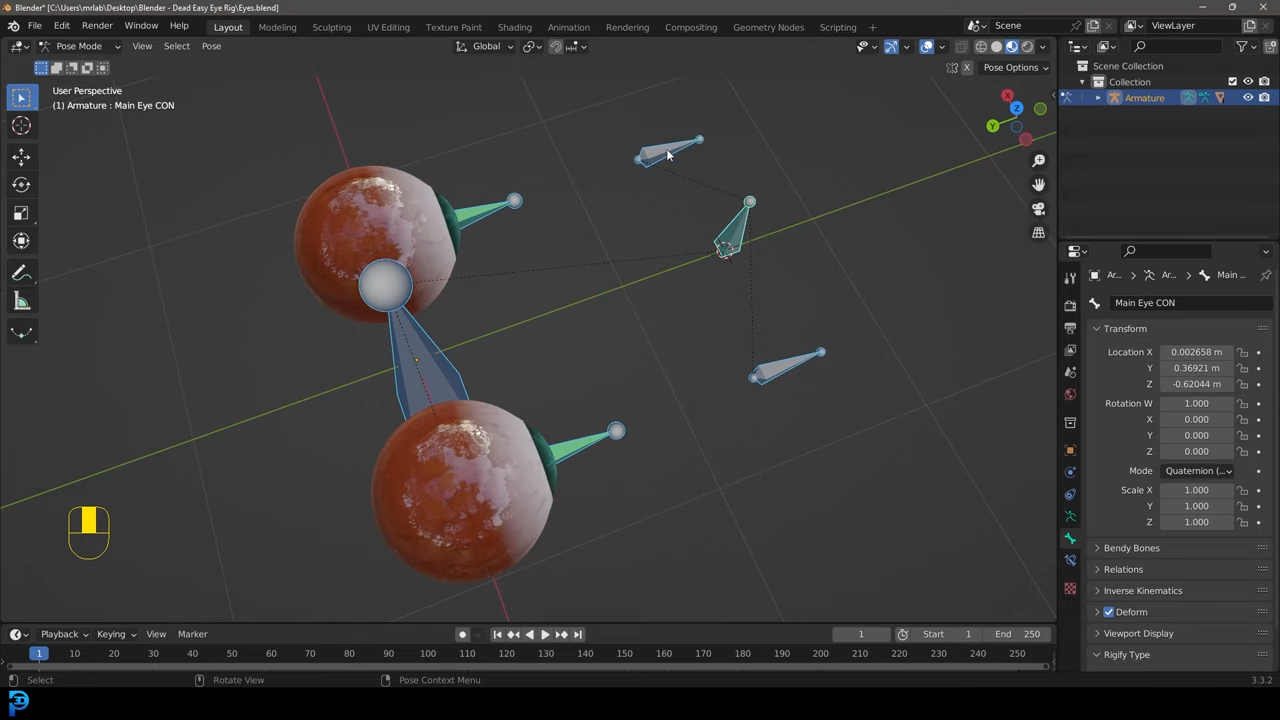 Blender* [C:\Users\mrlab\Desktop\Blender - Dead Easy Eye Rig\Eyes.blend]
File Edit Render Window Help Layout Modeling Sculpting UV Editing Texture Paint Shading Animation Rendering Compositing Geometry Nodes Scripting Scene ViewLayer
Pose Mode View Select Pose Global
X Pose Options
User Perspective
(1) Armature : Main Eye CON
Scene Collection
Collection
Armature
X
Y
Z
Ar... Ar... Main ...
Main Eye CON
Transform
Location X 0.002658 m
Y 0.36921 m
Z -0.62044 m
Rotation W 1.000
X 0.000
Y 0.000
Z 0.000
Mode Quaternion (...
Scale X 1.000
Y 1.000
Z 1.000
Bendy Bones
Relations
Inverse Kinematics
Deform
Viewport Display
Rigify Type
Playback Keying View Marker 1 Start 1 End 250
1 10 20 30 40 50 60 70 80 90 100 110 120 130 140 150 160 170 180 190 200 210 220 230 240 250
Select Rotate View Pose Context Menu 3.3.2